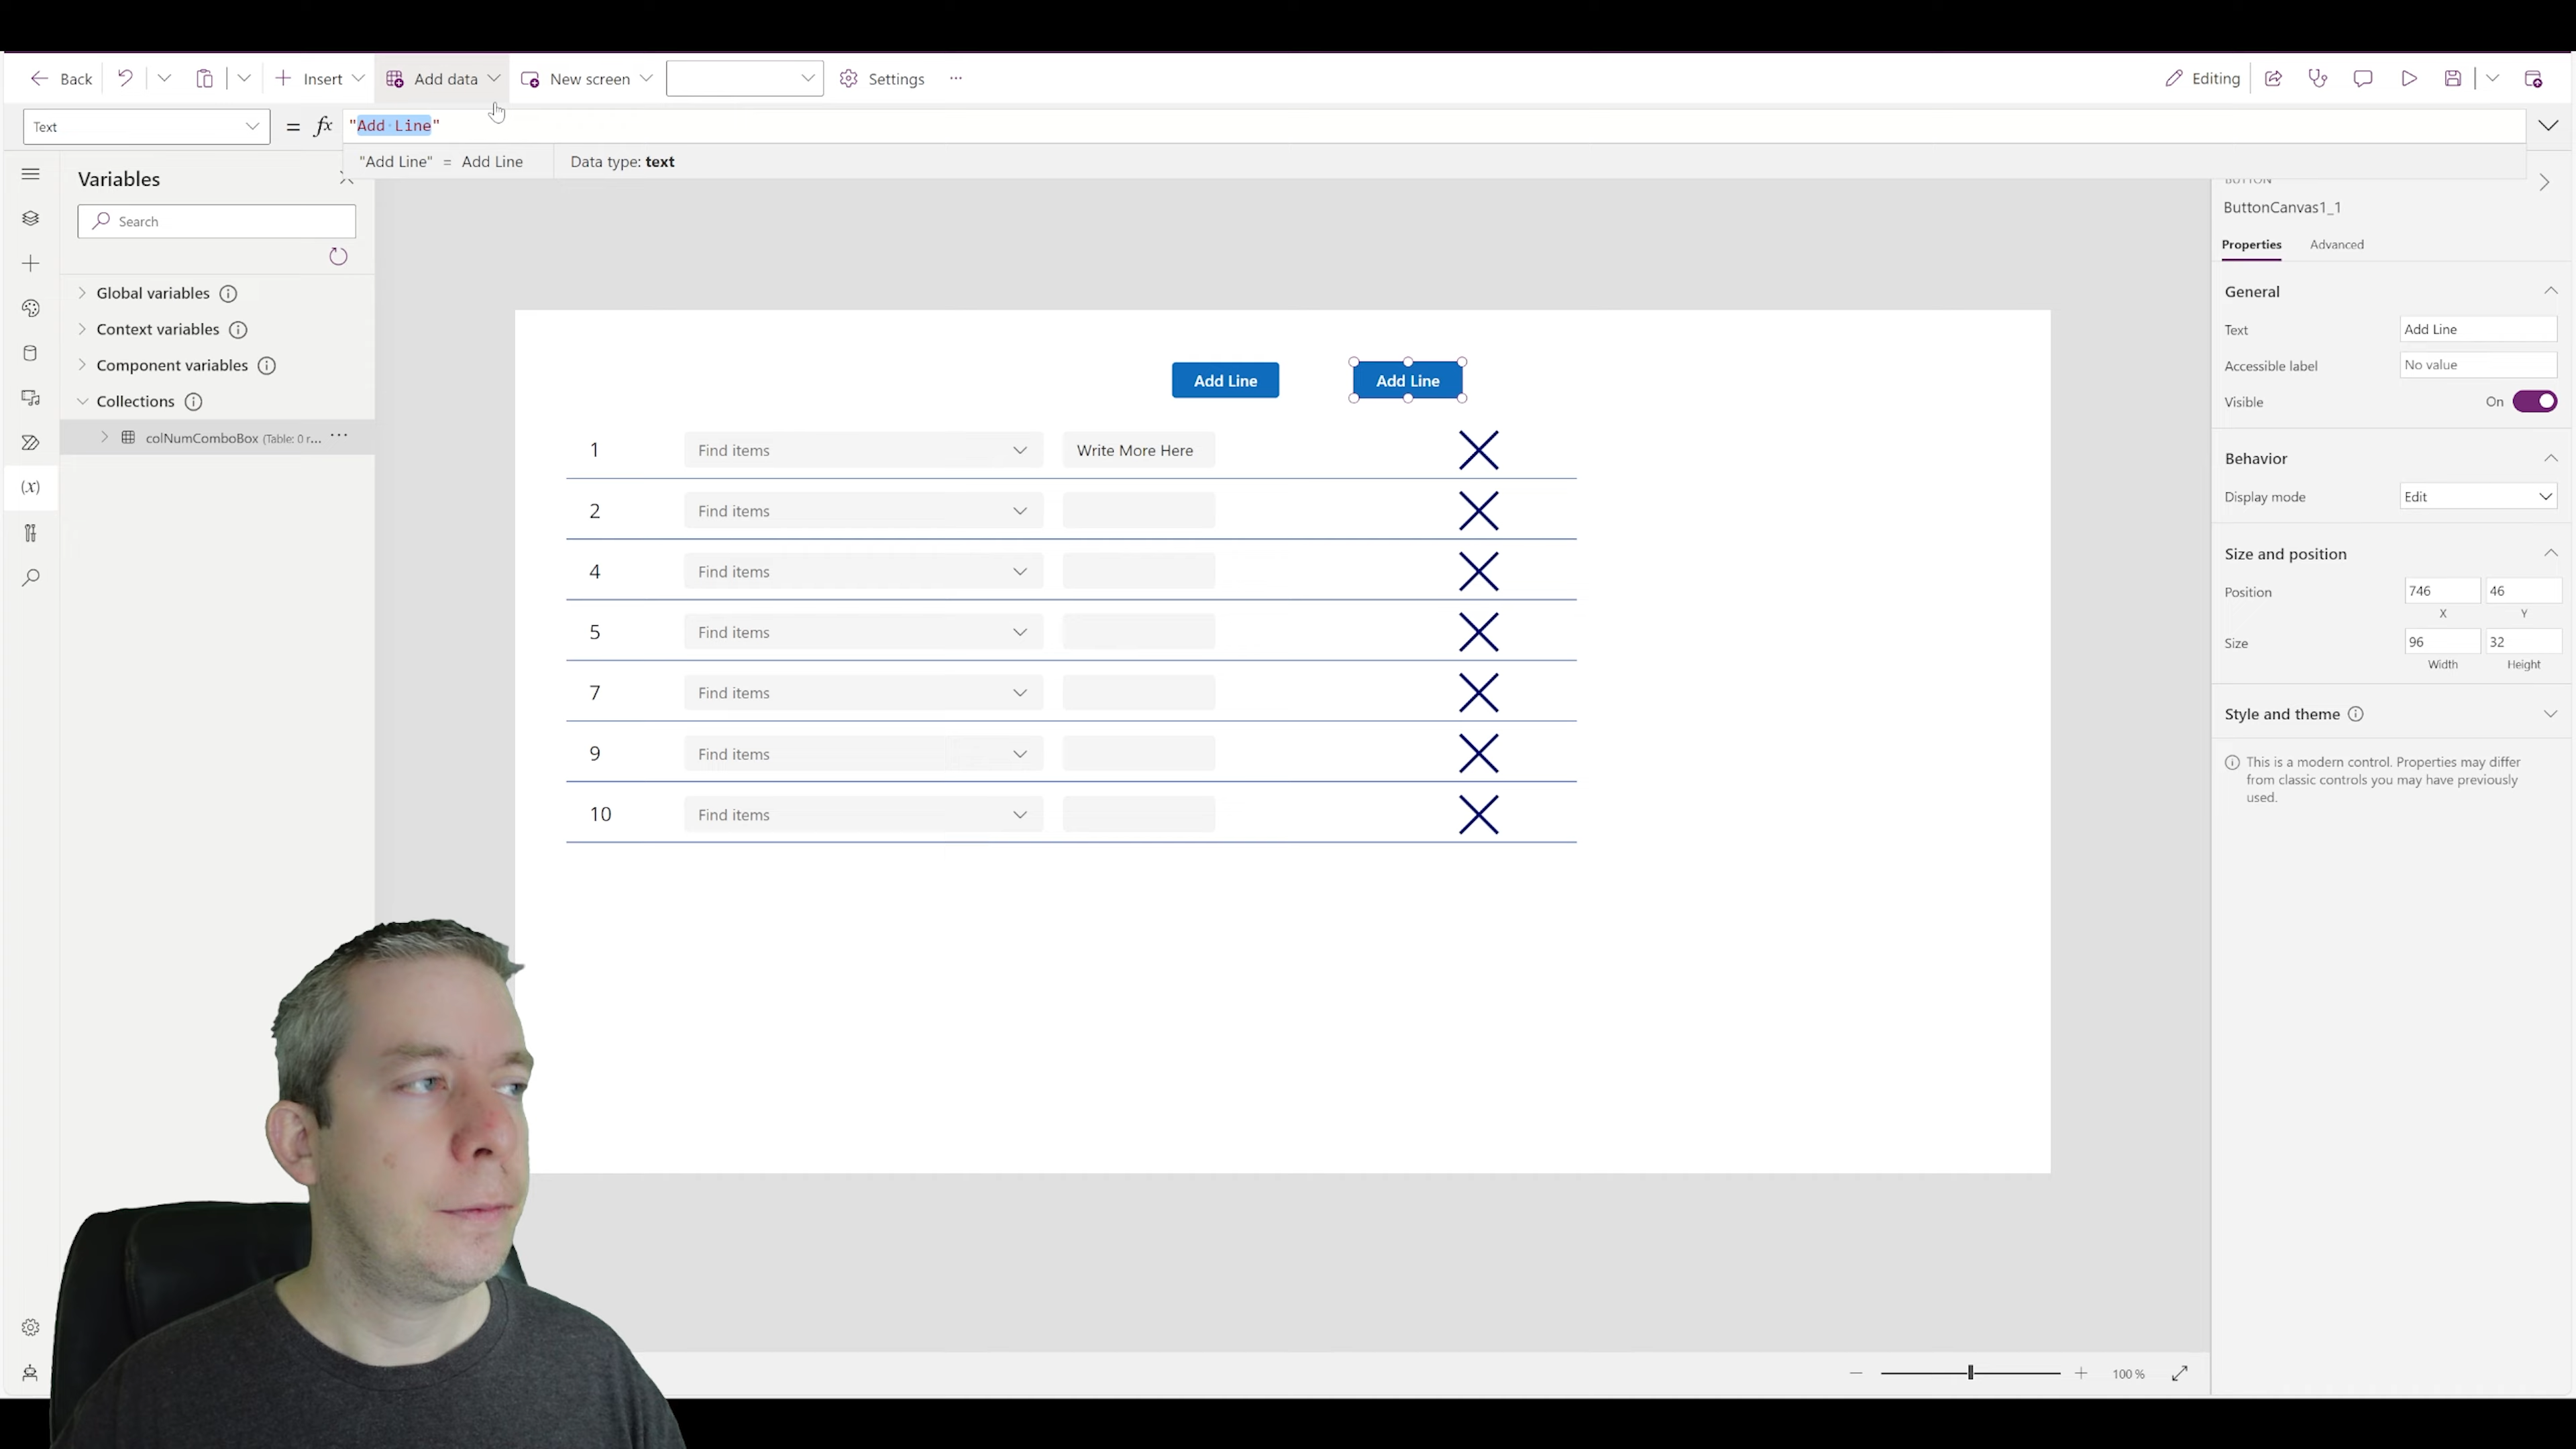 Back
Insert
Add data
New screen
Settings
...
Editing
Text
=
fx
"Add Line"
"Add Line" = Add Line
Data type: text
Variables
Search
Global variables
Context variables
Component variables
Collections
colNumComboBox (Table: 0 r... ...
(x)
Add Line
Add Line
1 Find items Write More Here
2 Find items
4 Find items
5 Find items
7 Find items
9 Find items
10 Find items
BUTTON
ButtonCanvas1_1
Properties Advanced
General
Text Add Line
Accessible label No value
Visible On
Behavior
Display mode Edit
Size and position
Position 746 46
X Y
Size 96 32
Width Height
Style and theme
This is a modern control. Properties may differ
from classic controls you may have previously
used.
100 %